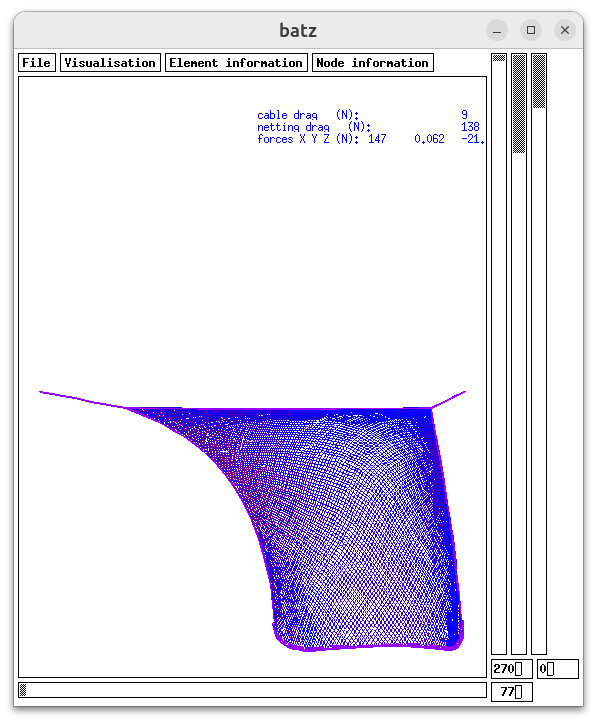 batz
File Visualisation Element information Node information
cable drag (N): 9
netting drag (N): 138
forces X Y Z (N): 147 0.062 -21.
270 0
77